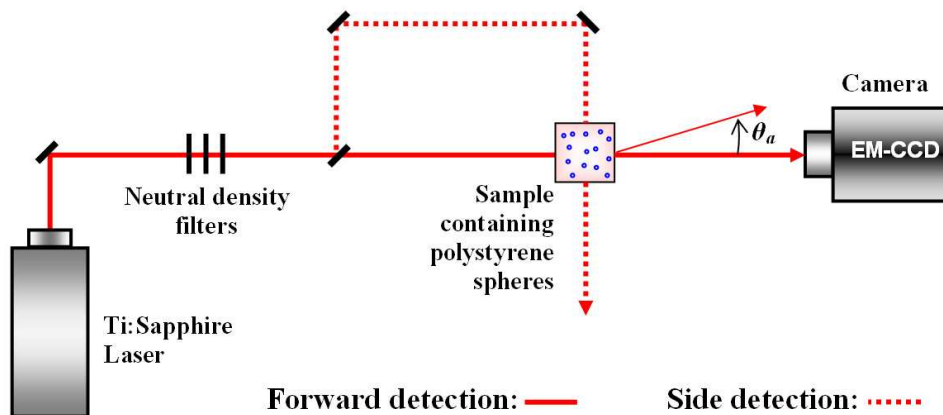 Camera
θa
EM-CCD
Neutral density
filters
Sample
containing
polystyrene
spheres
Ti:Sapphire
Laser
Forward detection:
Side detection: